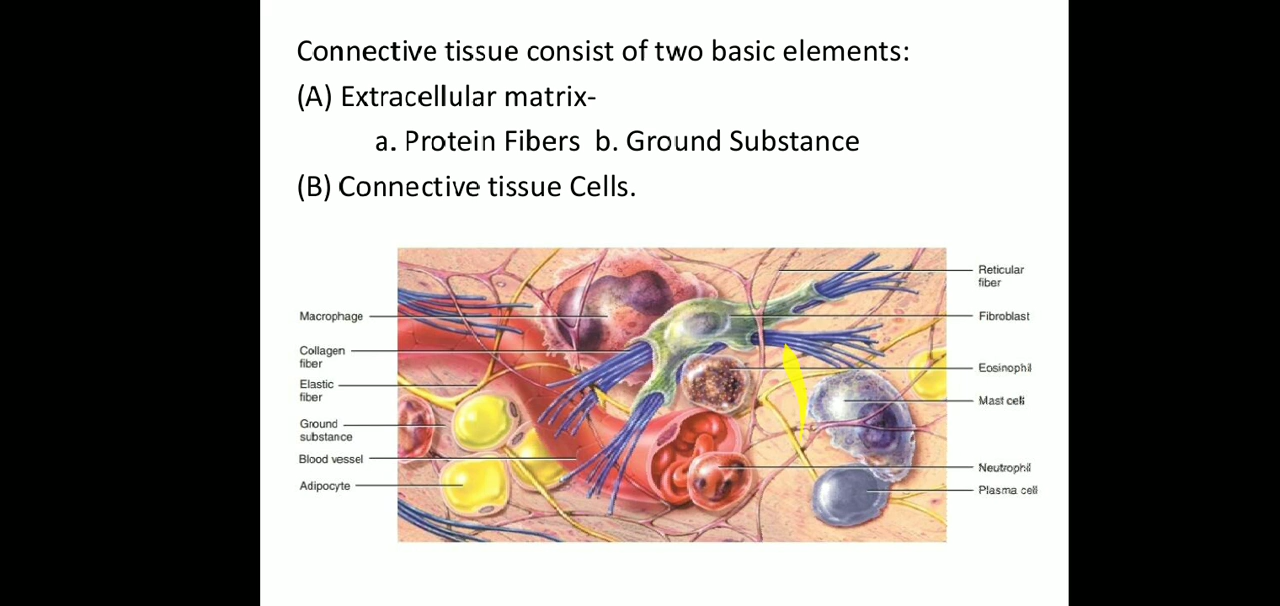 Connective tissue consist of two basic elements:
(A) Extracellular matrix-
a. Protein Fibers b. Ground Substance
(B) Connective tissue Cells.
Macrophage
Collagen
fiber
Elastic
fiber
Ground
substance
Blood vessel
Adipocyte
Reticular
fiber
Fibroblast
Eosinophil
Mast cell
Neutrophil
Plasma cell